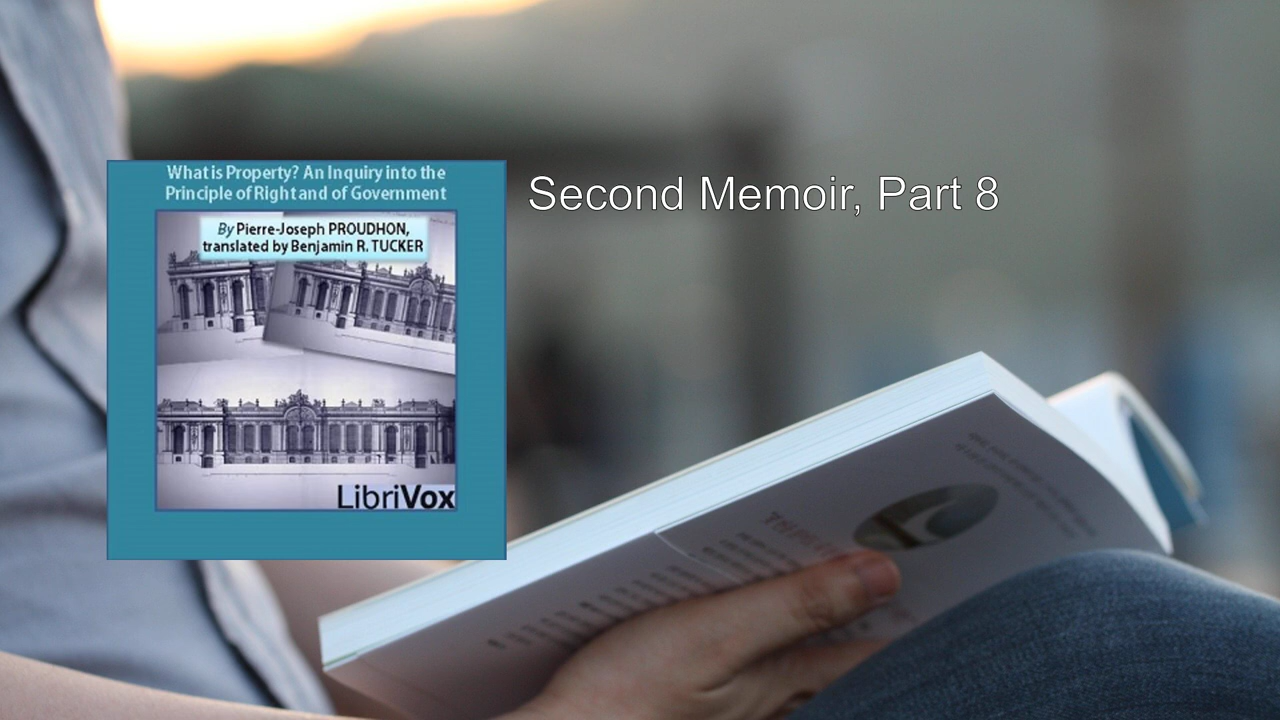 What is Property? An Inquiry into the
Principle of Right and of Government
By Pierre-Joseph PROUDHON,
translated by Benjamin R. TUCKER
LibriVox
Second Memoir, Part 8